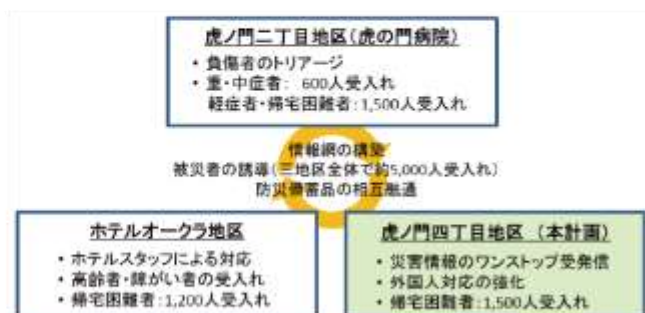 虎ノ門二丁目地区(虎の門病院)
• 負傷者のトリアージ
• 重・中症者： 600人受入れ
軽症者・帰宅困難者：1,500人受入れ
情報網の構築
被災者の誘導(三地区全体で約5,000人受入れ)
防災備蓄品の相互融通
ホテルオークラ地区
• ホテルスタッフによる対応
• 高齢者・障がい者の受入れ
• 帰宅困難者：1,200人受入れ
虎ノ門四丁目地区 (本計画)
• 災害情報のワンストップ受発信
• 外国人対応の強化
• 帰宅困難者：1,500人受入れ